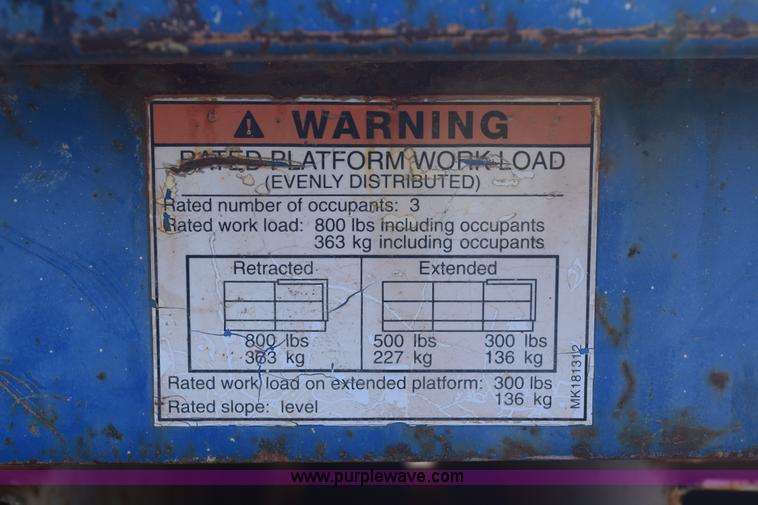 WARNING
RATED PLATFORM WORK LOAD
(EVENLY DISTRIBUTED)
Rated number of occupants: 3
Rated work load: 800 lbs including occupants
363 kg including occupants
Retracted Extended
800 lbs 500 lbs 300 lbs
363 kg 227 kg 136 kg
Rated work load on extended platform: 300 lbs
136 kg
Rated slope: level
MK181312
www.purplewave.com